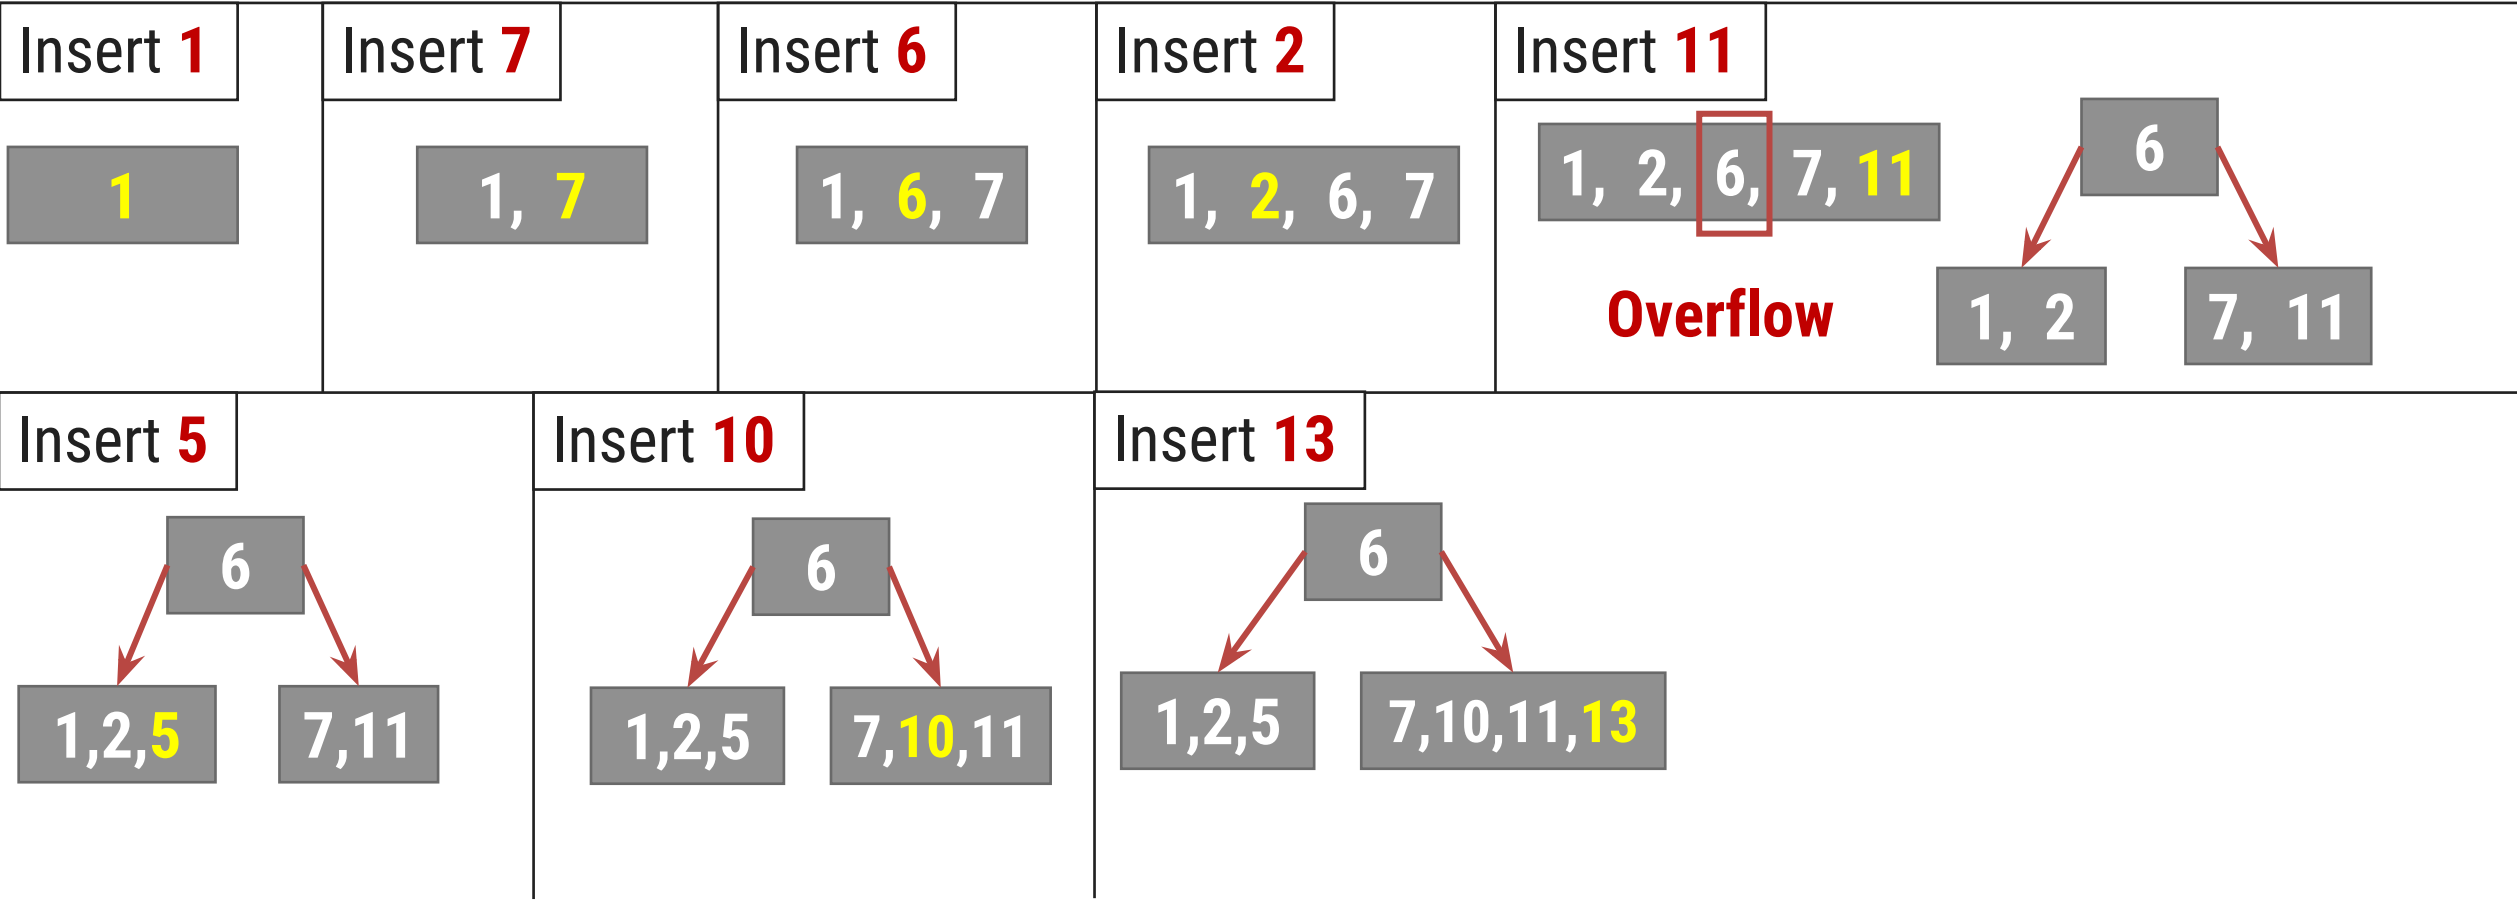 Insert 1
1
Insert 7
1, 7
Insert 6
1, 6, 7
Insert 2
1, 2, 6, 7
Insert 11
1, 2, 6, 7, 11
Overflow
6
1, 2
7, 11
Insert 5
6
1,2,5
7,11
Insert 10
6
1,2,5
7,10,11
Insert 13
6
1,2,5
7,10,11,13